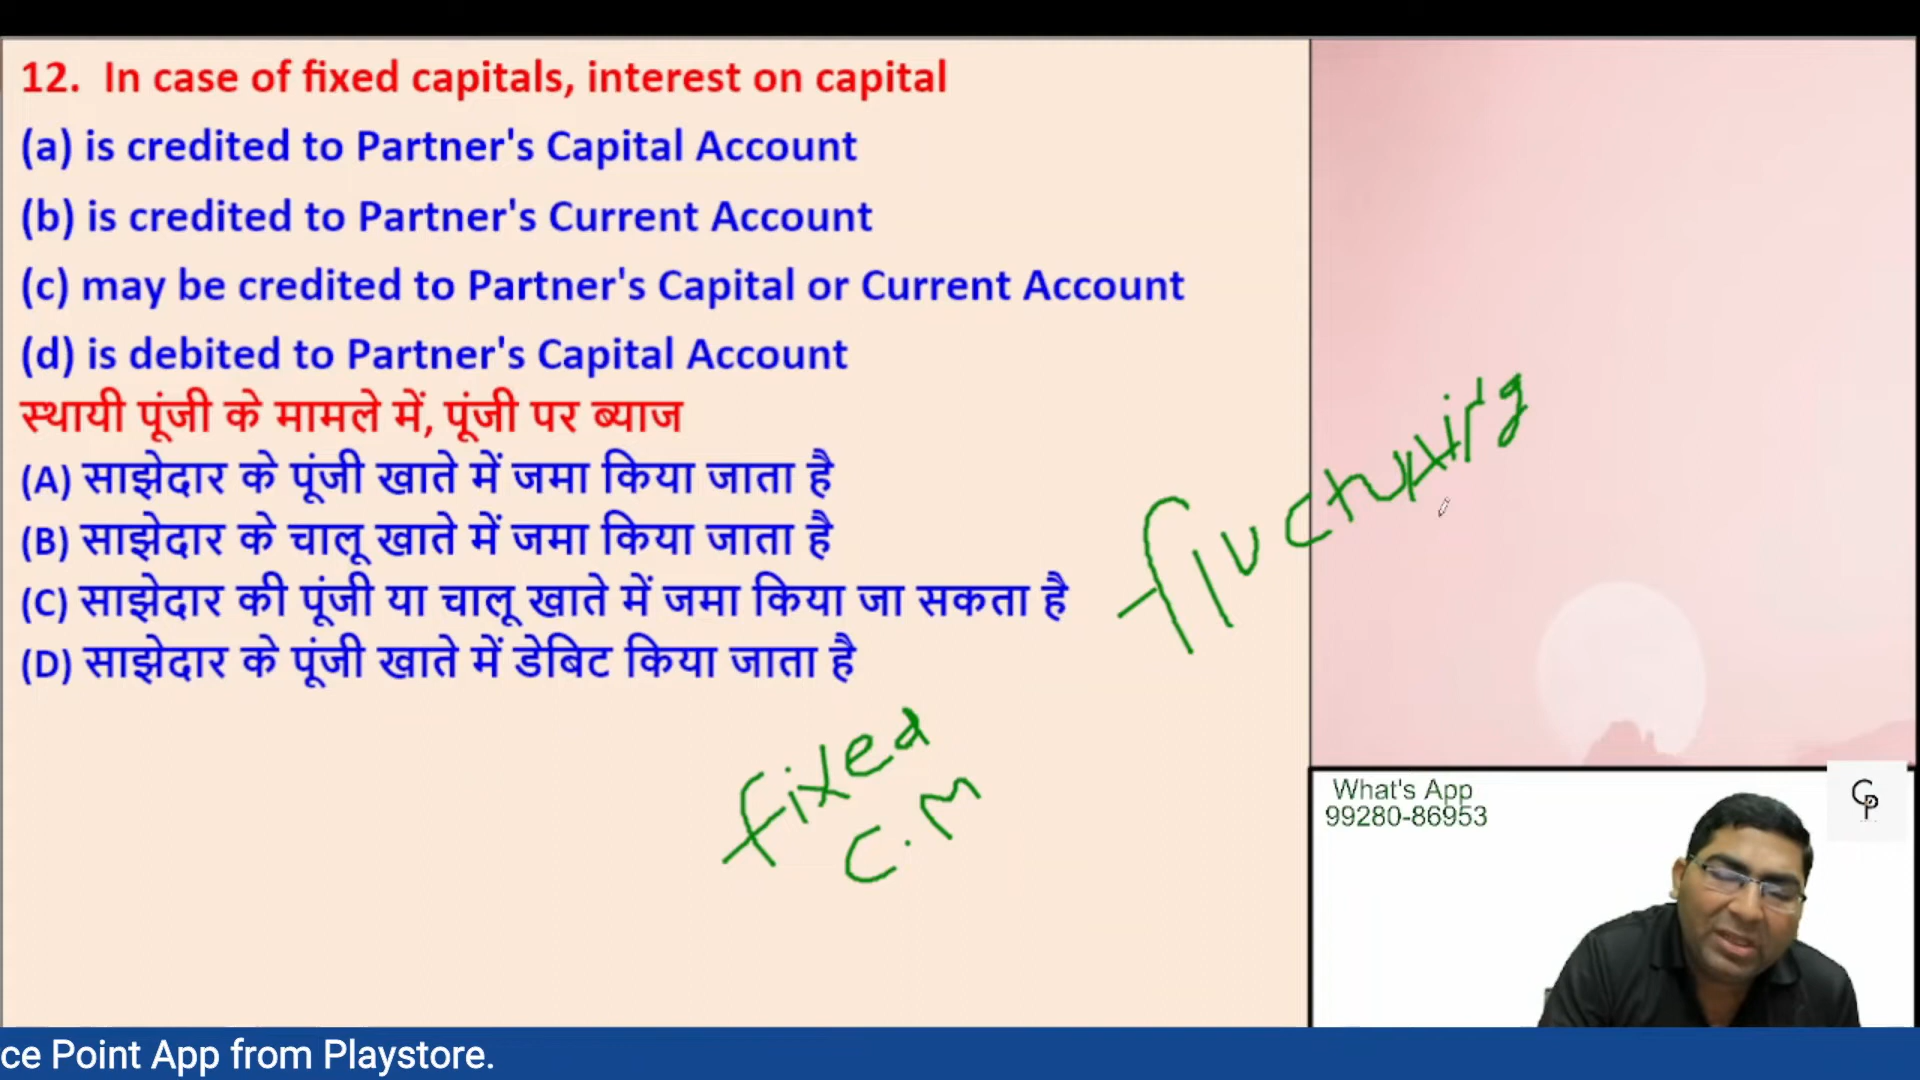 12. In case of fixed capitals, interest on capital
(a) is credited to Partner's Capital Account
(b) is credited to Partner's Current Account
(c) may be credited to Partner's Capital or Current Account
(d) is debited to Partner's Capital Account
स्थायी पूंजी के मामले में, पूंजी पर ब्याज
(A) साझेदार के पूंजी खाते में जमा किया जाता है
(B) साझेदार के चालू खाते में जमा किया जाता है
(C) साझेदार की पूंजी या चालू खाते में जमा किया जा सकता है
(D) साझेदार के पूंजी खाते में डेबिट किया जाता है
fluctuating
fixed
C.M
What's App
99280-86953
CP
ce Point App from Playstore.